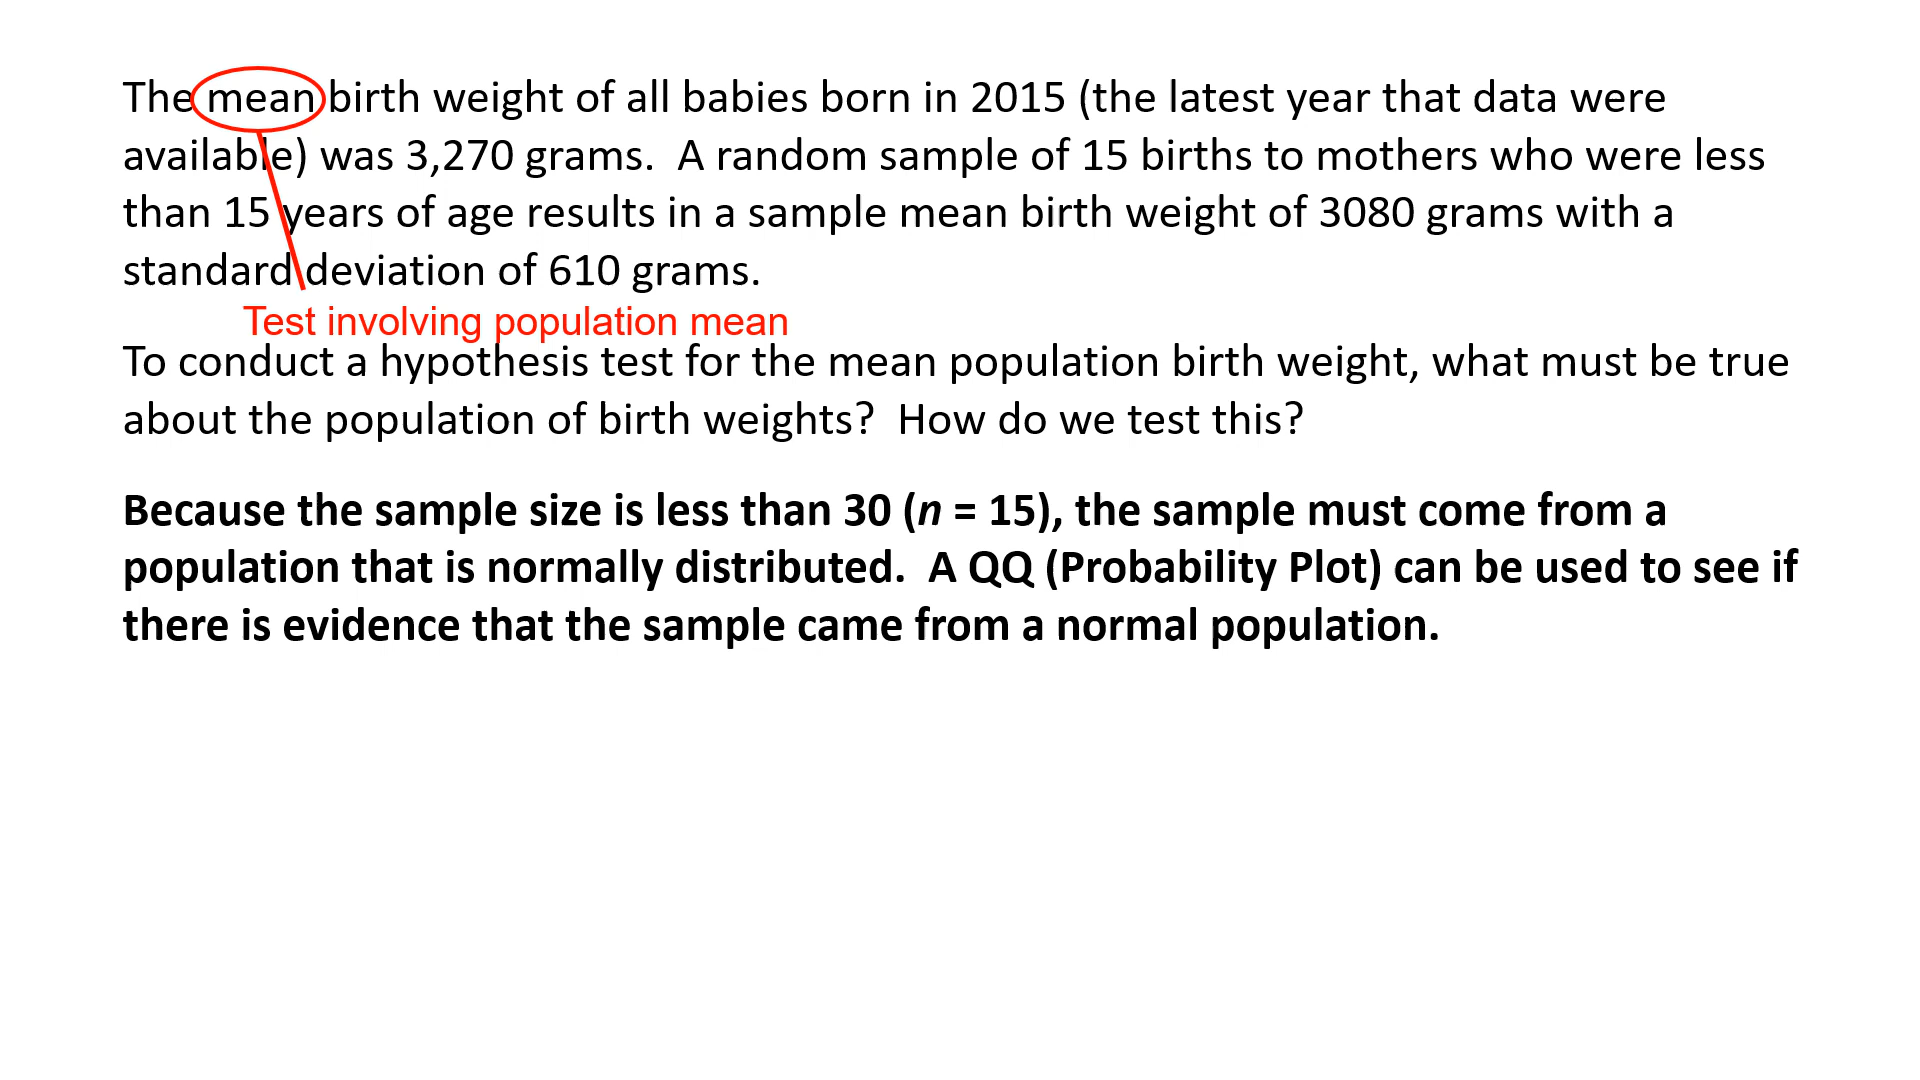 The mean birth weight of all babies born in 2015 (the latest year that data were
available) was 3,270 grams.  A random sample of 15 births to mothers who were less
than 15 years of age results in a sample mean birth weight of 3080 grams with a
standard deviation of 610 grams.
Test involving population mean
To conduct a hypothesis test for the mean population birth weight, what must be true
about the population of birth weights?  How do we test this?
Because the sample size is less than 30 (n = 15), the sample must come from a
population that is normally distributed.  A QQ (Probability Plot) can be used to see if
there is evidence that the sample came from a normal population.